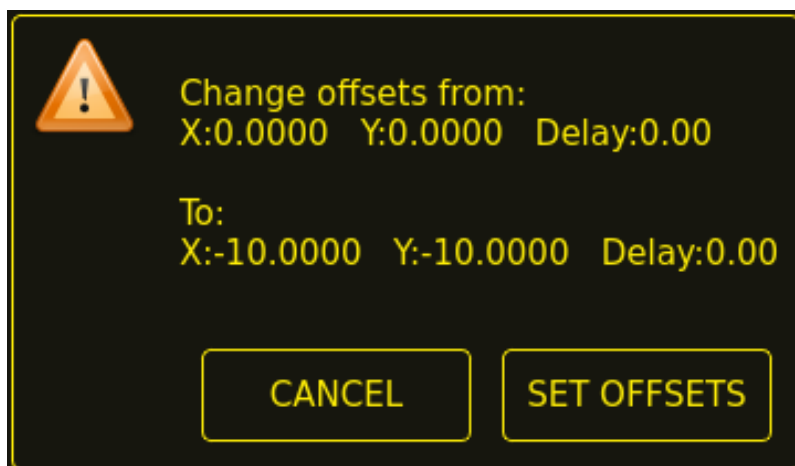 Change offsets from:
X:0.0000 Y:0.0000 Delay:0.00
To:
X:-10.0000 Y:-10.0000 Delay:0.00
CANCEL SET OFFSETS